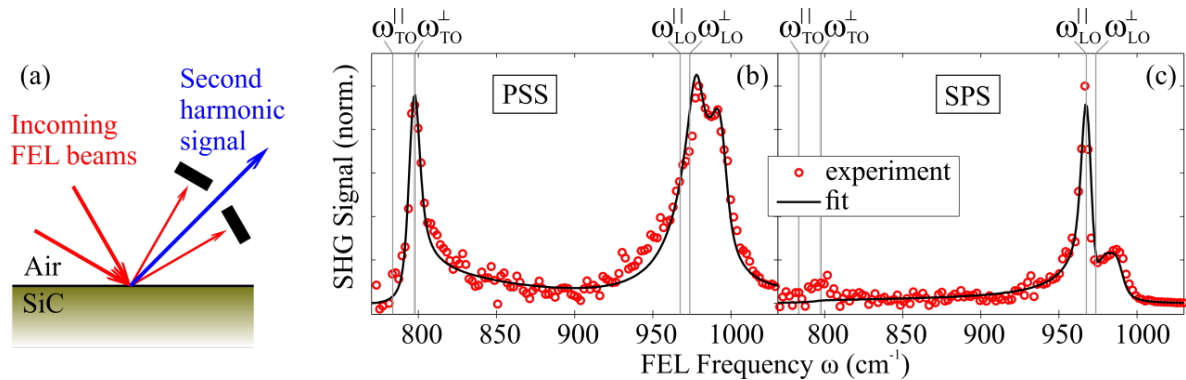 (a)
Incoming
FEL beams
Second
harmonic
signal
Air
SiC
ω||TO ω⊥TO ω||LO ω⊥LO ω||TO ω⊥TO ω||LO ω⊥LO
(b)
PSS
(c)
SPS
experiment
fit
SHG Signal (norm.)
800 850 900 950 1000 800 850 900 950 1000
FEL Frequency ω (cm⁻¹)